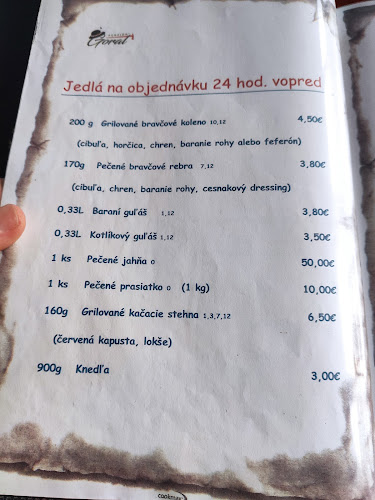 Goral
Jedlá na objednávku 24 hod. vopred
200 g Grilované bravčové koleno 10,12 4,50€
(cibuľa, horčica, chren, baranie rohy alebo feferón)
170g Pečené bravčové rebra 7,12 3,80€
(cibuľa, chren, baranie rohy, cesnakový dressing)
0,33L Baraní guľáš 1,12 3,80€
0,33L Kotlíkový guľáš 1,12 3,50€
1 ks Pečené jahňa 0 50,00€
1 ks Pečené prasiatko 0 (1 kg) 10,00€
160g Grilované kačacie stehna 1,3,7,12 6,50€
(červená kapusta, lokše)
900g Knedľa 3,00€